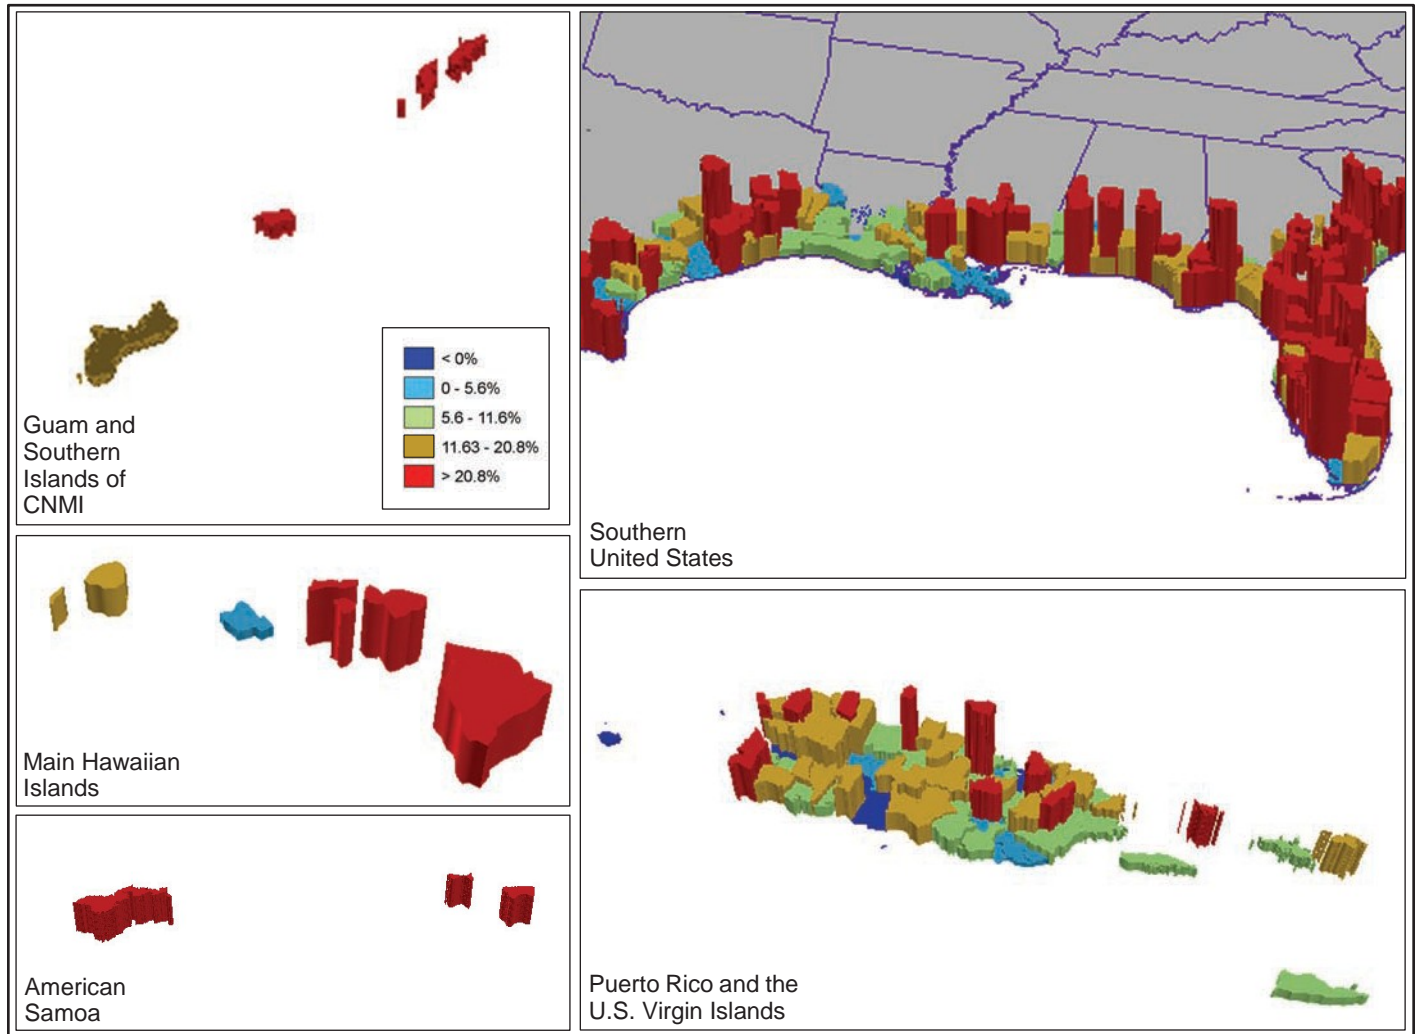 < 0%
0 - 5.6%
5.6 - 11.6%
11.63 - 20.8%
> 20.8%
Guam and
Southern
Islands of
CNMI
Southern
United States
Main Hawaiian
Islands
American
Samoa
Puerto Rico and the
U.S. Virgin Islands